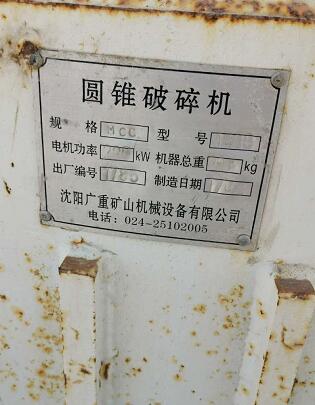 圆锥破碎机
规 格 MCC 型 号
电机功率 kW 机器总重 kg
出厂编号 1785 制造日期
沈阳广重矿山机械设备有限公司
电话：024-25102005